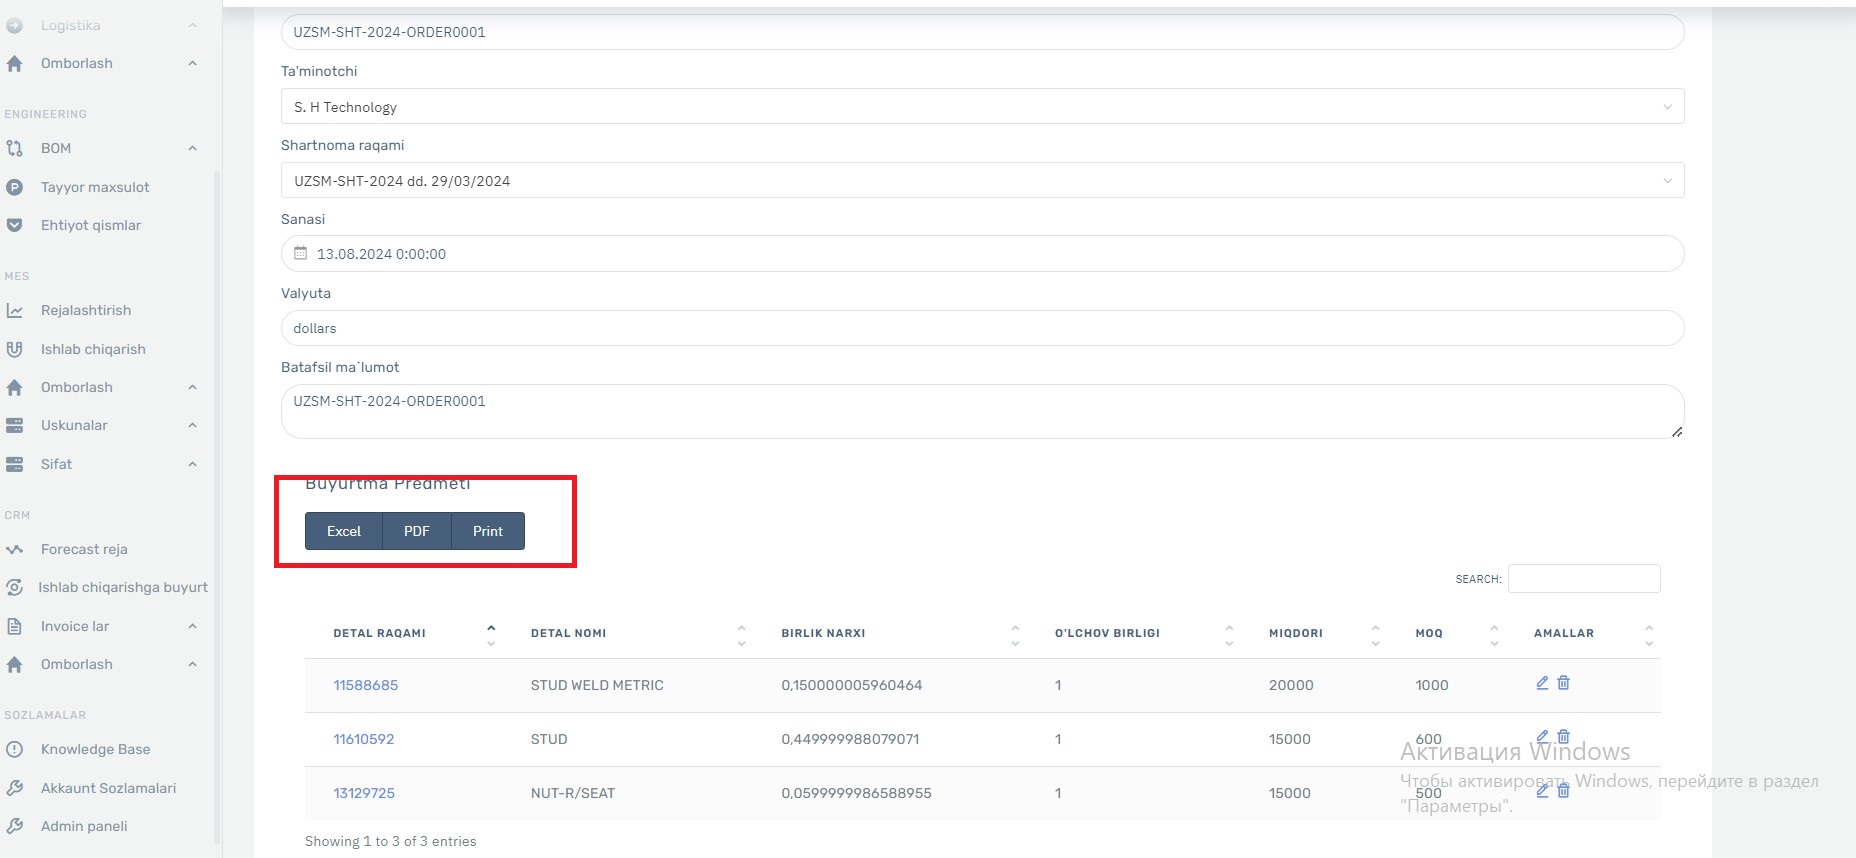 Logistika
Omborlash
ENGINEERING
BOM
Tayyor maxsulot
Ehtiyot qismlar
MES
Rejalashtirish
Ishlab chiqarish
Omborlash
Uskunalar
Sifat
CRM
Forecast reja
Ishlab chiqarishga buyurt
Invoice lar
Omborlash
SOZLAMALAR
Knowledge Base
Akkaunt Sozlamalari
Admin paneli
UZSM-SHT-2024-ORDER0001
Ta'minotchi
S. H Technology
Shartnoma raqami
UZSM-SHT-2024 dd. 29/03/2024
Sanasi
13.08.2024 0:00:00
Valyuta
dollars
Batafsil ma`lumot
UZSM-SHT-2024-ORDER0001
Buyurtma Predmeti
Excel PDF Print
SEARCH:
DETAL RAQAMI DETAL NOMI BIRLIK NARXI O'LCHOV BIRLIGI MIQDORI MOQ AMALLAR
11588685 STUD WELD METRIC 0,150000005960464 1 20000 1000
11610592 STUD 0,449999988079071 1 15000 600
13129725 NUT-R/SEAT 0,0599999986588955 1 15000 500
Showing 1 to 3 of 3 entries
Активация Windows
Чтобы активировать Windows, перейдите в раздел
"Параметры".